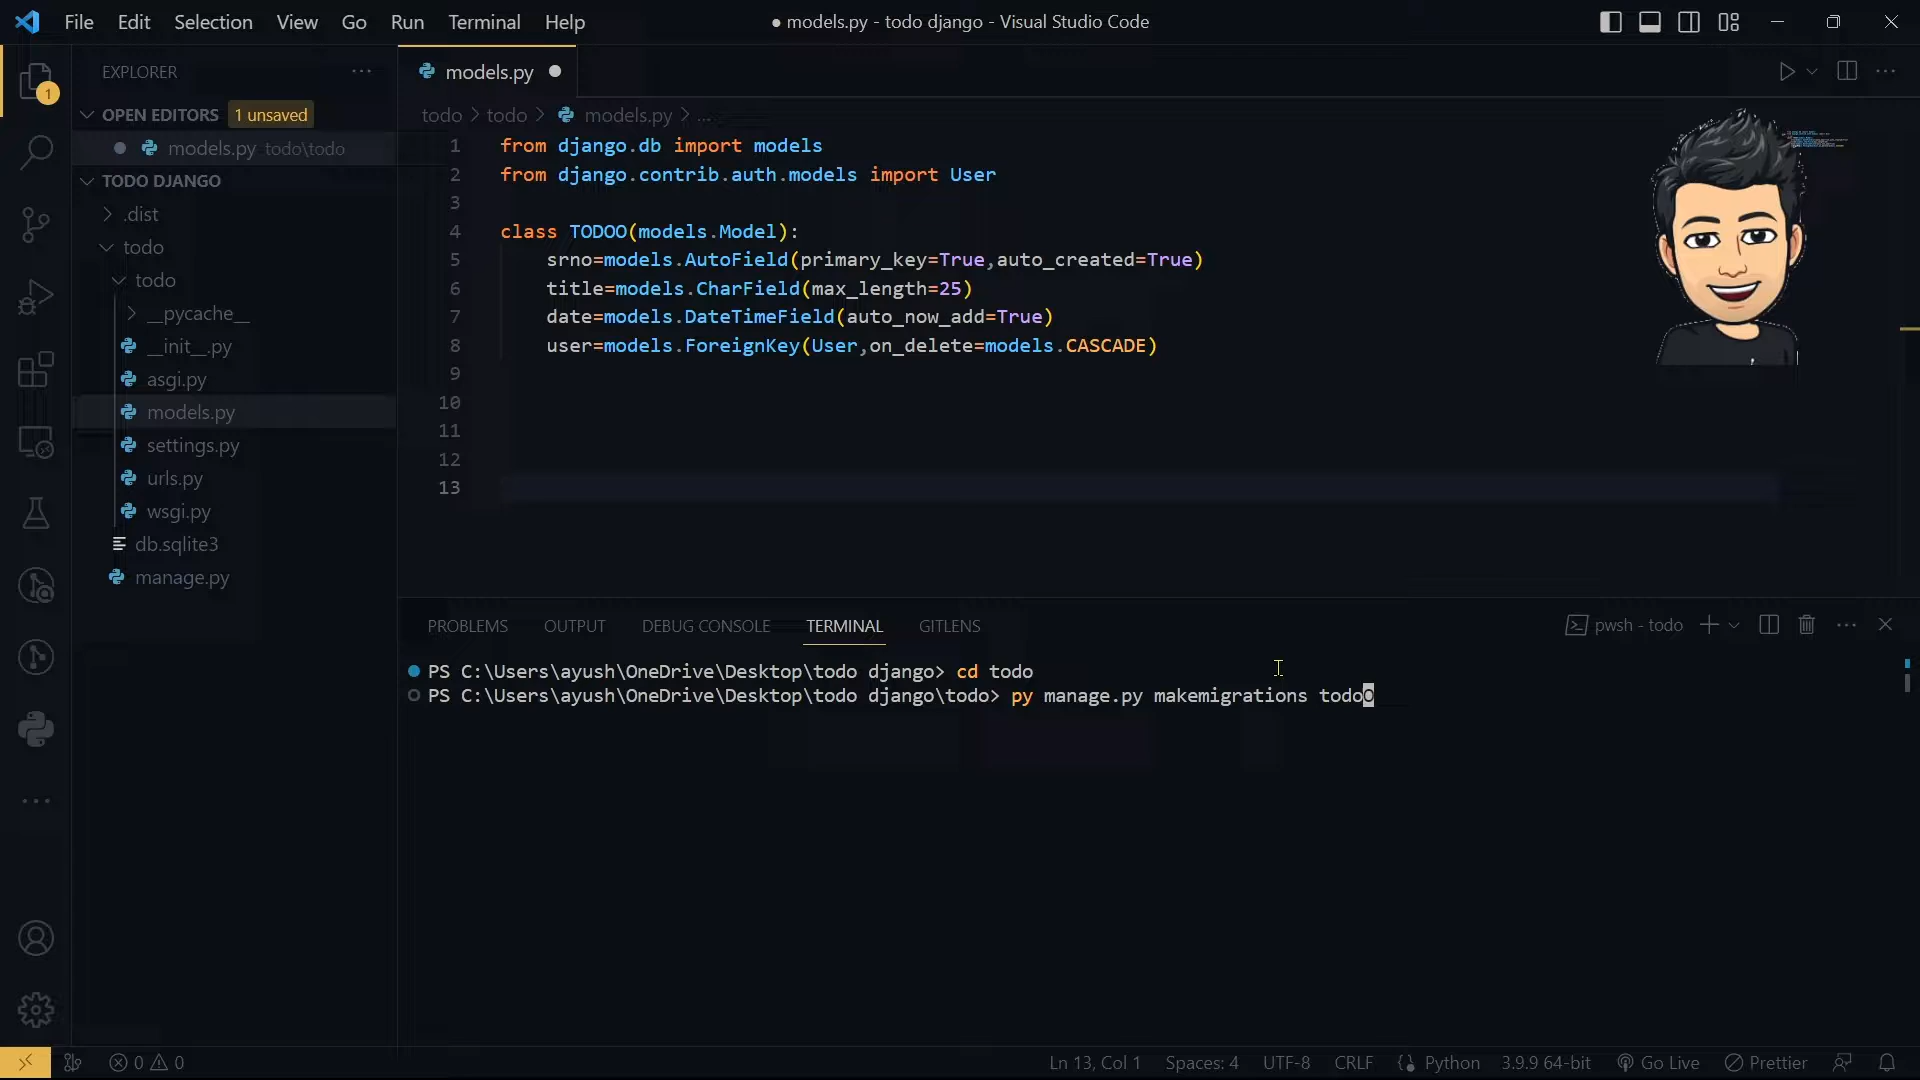 File Edit Selection View Go Run Terminal Help
● models.py - todo django - Visual Studio Code
1
EXPLORER
OPEN EDITORS 1 unsaved
models.py todo\todo
TODO DJANGO
.dist
todo
todo
__pycache__
__init__.py
asgi.py
models.py
settings.py
urls.py
wsgi.py
db.sqlite3
manage.py
models.py
todo > todo > models.py > ...
1 from django.db import models
2 from django.contrib.auth.models import User
3
4 class TODOO(models.Model):
5 srno=models.AutoField(primary_key=True,auto_created=True)
6 title=models.CharField(max_length=25)
7 date=models.DateTimeField(auto_now_add=True)
8 user=models.ForeignKey(User,on_delete=models.CASCADE)
9
10
11
12
13
PROBLEMS OUTPUT DEBUG CONSOLE TERMINAL GITLENS
pwsh - todo
PS C:\Users\ayush\OneDrive\Desktop\todo django> cd todo
PS C:\Users\ayush\OneDrive\Desktop\todo django\todo> py manage.py makemigrations todoo
0 0
Ln 13, Col 1 Spaces: 4 UTF-8 CRLF Python 3.9.9 64-bit Go Live Prettier